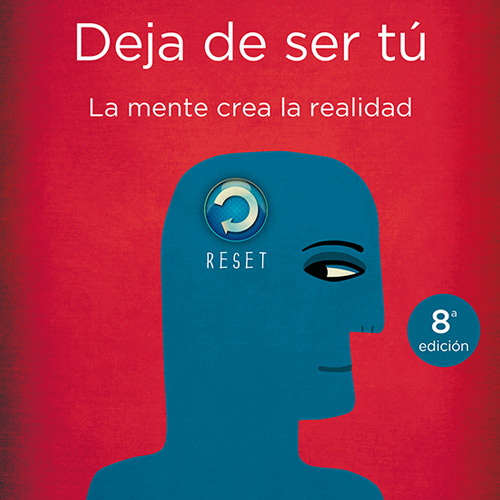 Deja de ser tú
La mente crea la realidad
RESET
8ª
edición